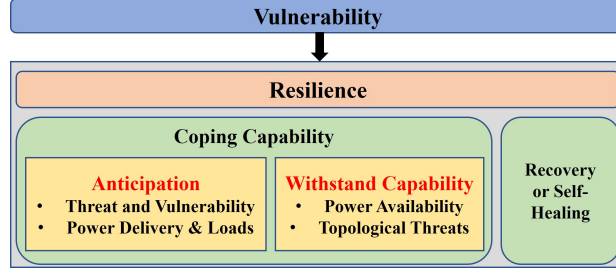 Vulnerability
Resilience
Coping Capability
Anticipation
• Threat and Vulnerability
• Power Delivery & Loads
Withstand Capability
• Power Availability
• Topological Threats
Recovery
or Self-
Healing